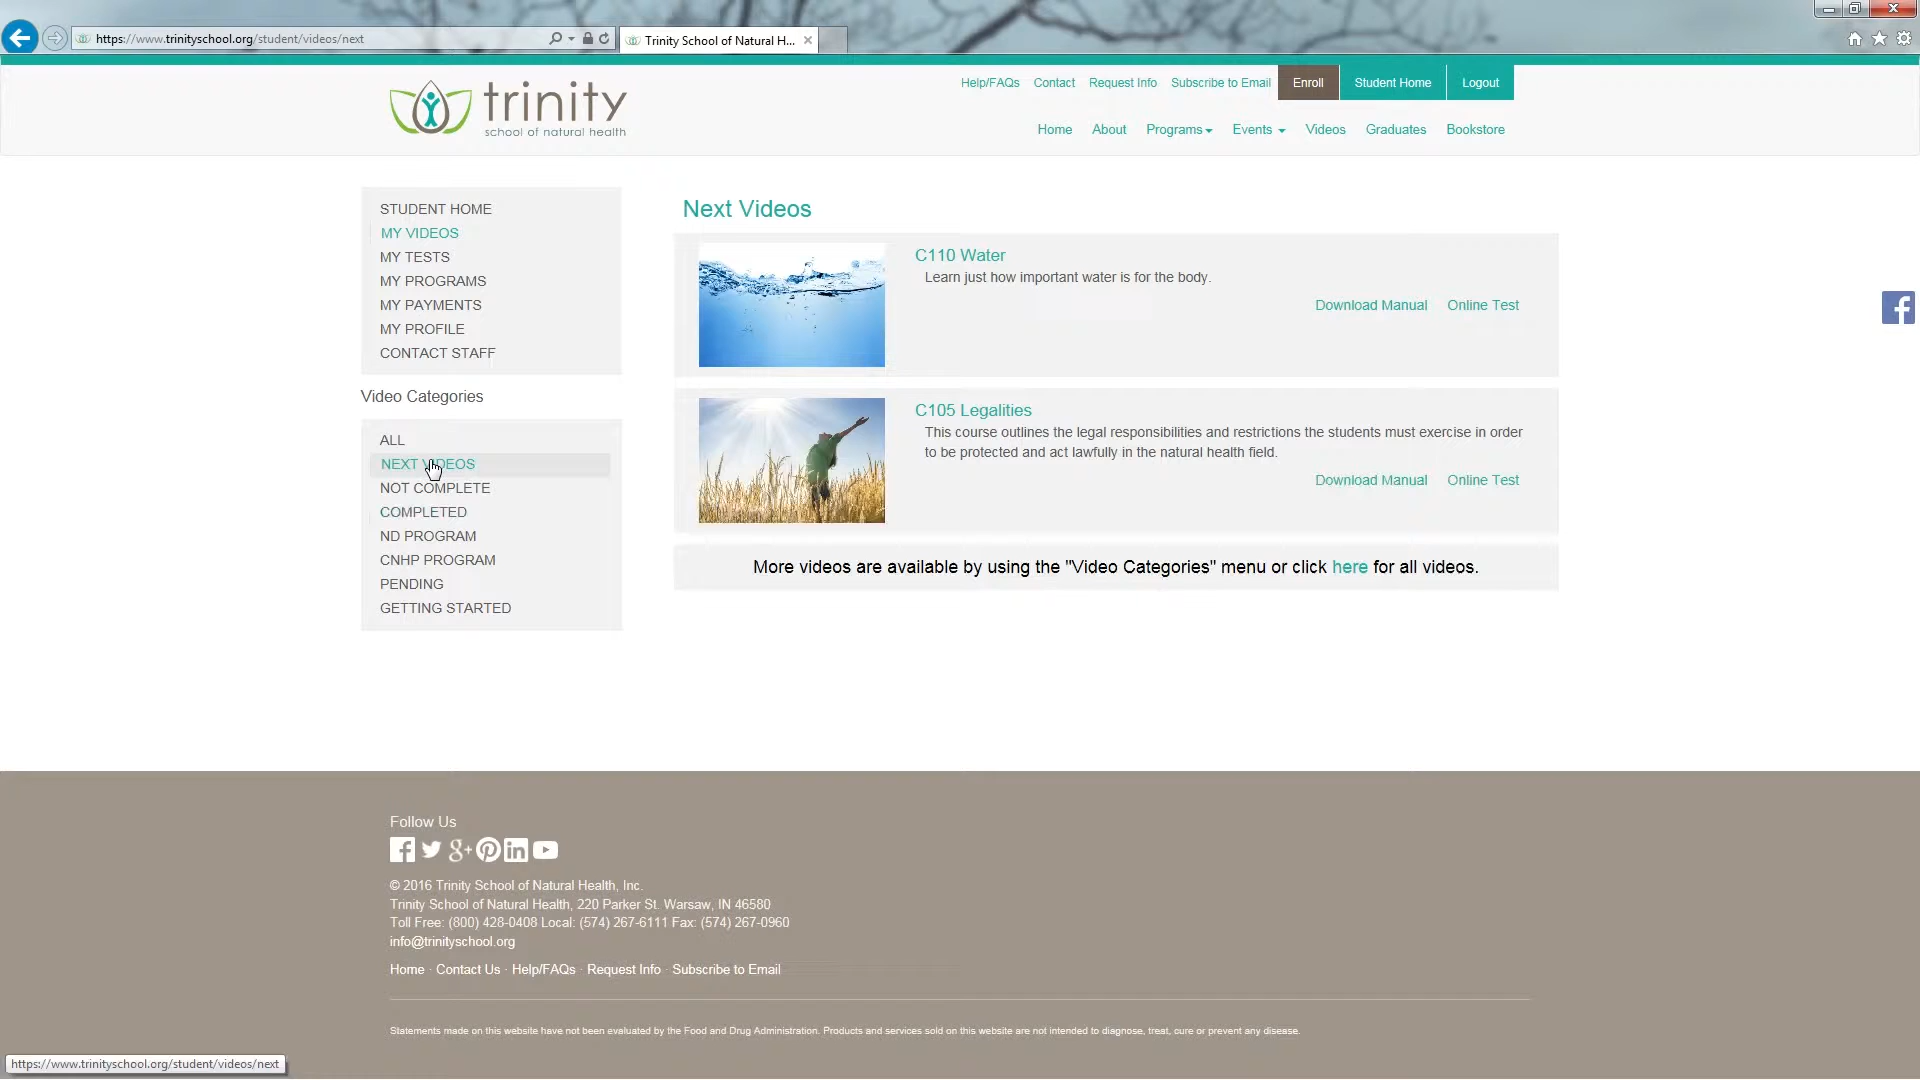 https://www.trinityschool.org/student/videos/next
Trinity School of Natural H...
trinity
school of natural health
Help/FAQs Contact Request Info Subscribe to Email Enroll Student Home Logout
Home About Programs Events Videos Graduates Bookstore
STUDENT HOME
MY VIDEOS
MY TESTS
MY PROGRAMS
MY PAYMENTS
MY PROFILE
CONTACT STAFF
Video Categories
ALL
NEXT VIDEOS
NOT COMPLETE
COMPLETED
ND PROGRAM
CNHP PROGRAM
PENDING
GETTING STARTED
Next Videos
C110 Water
Learn just how important water is for the body.
Download Manual Online Test
C105 Legalities
This course outlines the legal responsibilities and restrictions the students must exercise in order
to be protected and act lawfully in the natural health field.
Download Manual Online Test
More videos are available by using the "Video Categories" menu or click here for all videos.
Follow Us
© 2016 Trinity School of Natural Health, Inc.
Trinity School of Natural Health, 220 Parker St. Warsaw, IN 46580
Toll Free: (800) 428-0408 Local: (574) 267-6111 Fax: (574) 267-0960
info@trinityschool.org
Home · Contact Us · Help/FAQs · Request Info · Subscribe to Email
Statements made on this website have not been evaluated by the Food and Drug Administration. Products and services sold on this website are not intended to diagnose, treat, cure or prevent any disease.
https://www.trinityschool.org/student/videos/next